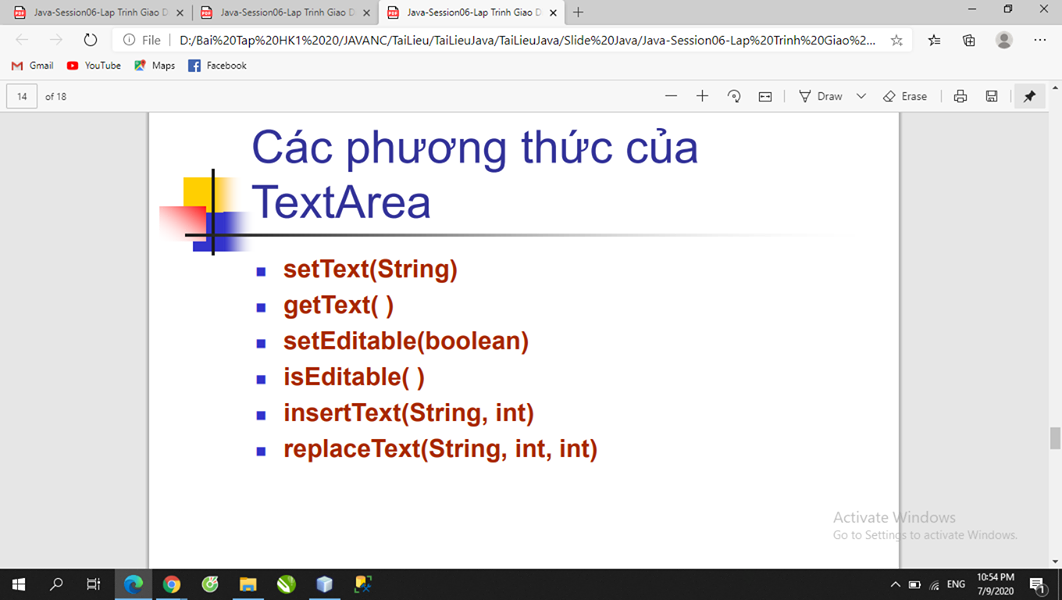 Java-Session06-Lap Trinh Giao D
Java-Session06-Lap Trinh Giao D
Java-Session06-Lap Trinh Giao D
File
D:/Bai%20Tap%20HK1%2020/JAVANC/TaiLieu/TaiLieuJava/TaiLieuJava/Slide%20Java/Java-Session06-Lap%20Trinh%20Giao%2...
Gmail
YouTube
Maps
Facebook
14
of 18
Draw
Erase
Các phương thức của
TextArea
setText(String)
getText( )
setEditable(boolean)
isEditable( )
insertText(String, int)
replaceText(String, int, int)
Activate Windows
Go to Settings to activate Windows.
ENG
10:54 PM
7/9/2020
1